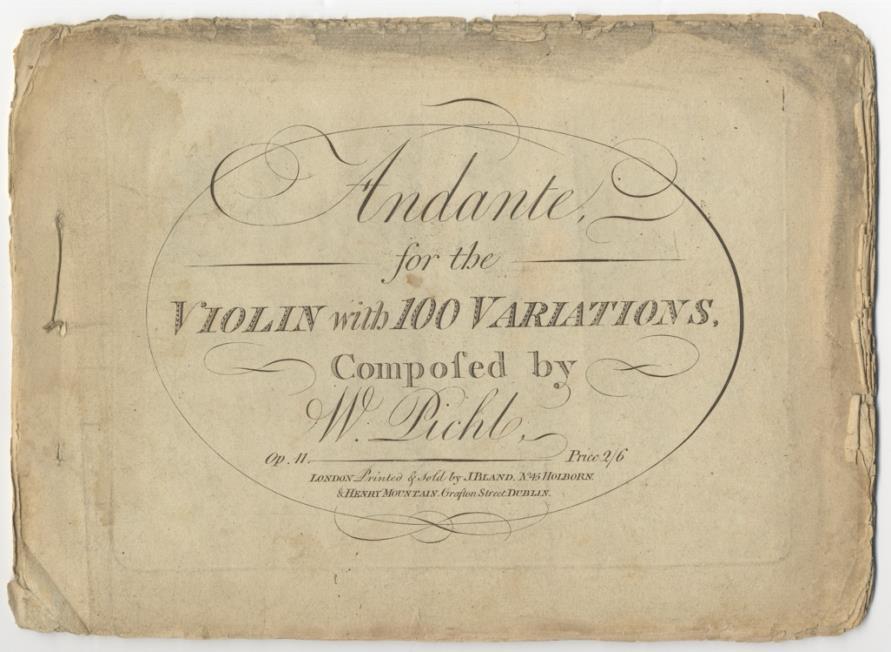 Andante,
for the
VIOLIN with 100 VARIATIONS,
Compoſed by
W. Pichl,
Op. 11. Price 2/6
LONDON Printed & Sold by J. BLAND, No. 45 HOLBORN.
& HENRY MOUNTAIN. Grafton Street DUBLIN.